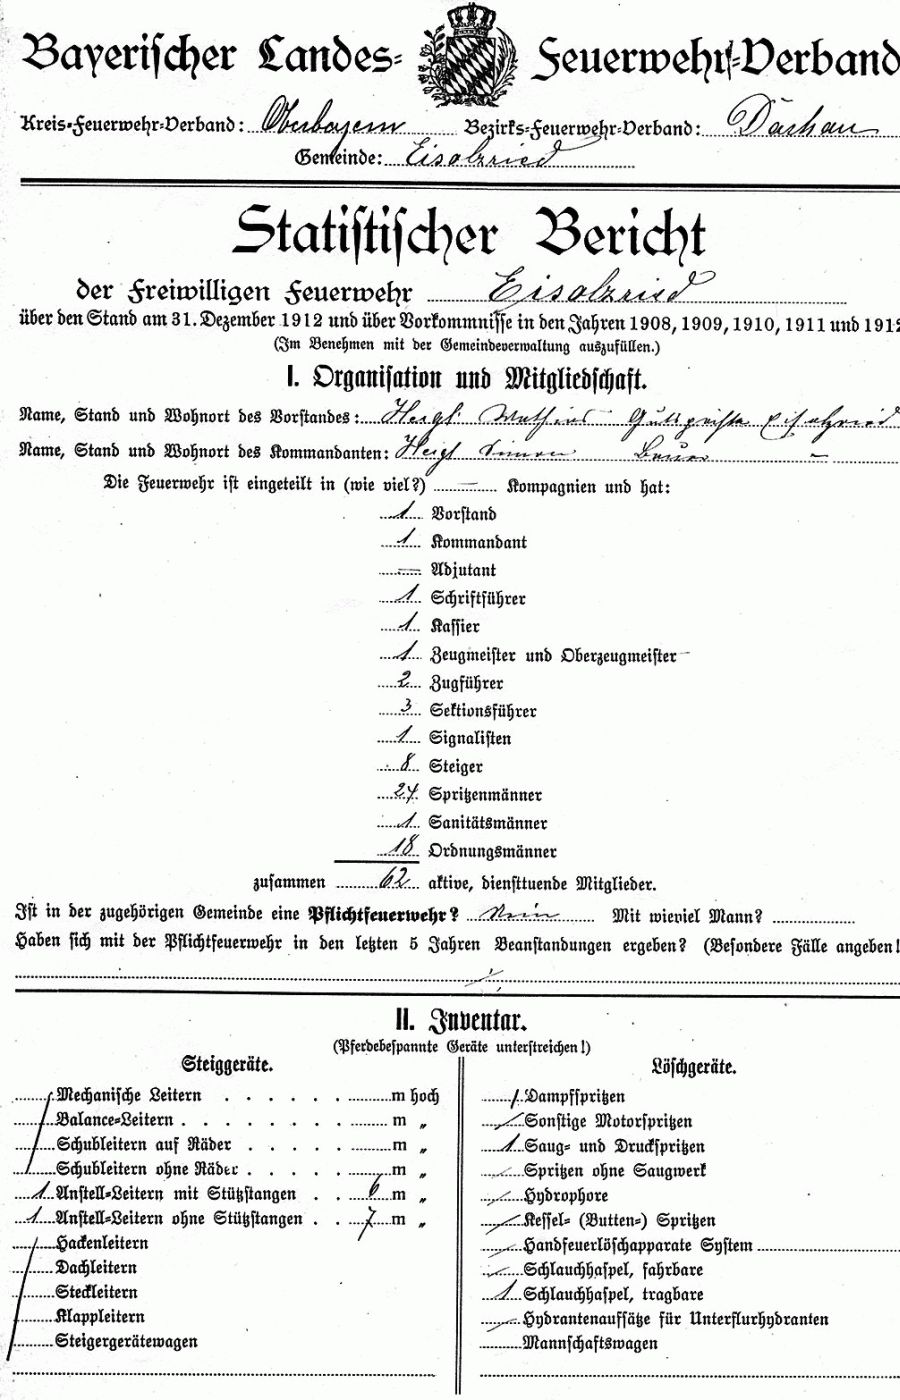 Bayerischer Landes-Feuerwehr-Verband
Kreis-Feuerwehr-Verband: Oberbayern Bezirks-Feuerwehr-Verband: Dachau
Gemeinde: Eisolzried
Statistischer Bericht
der Freiwilligen Feuerwehr Eisolzried
über den Stand am 31. Dezember 1912 und über Vorkommnisse in den Jahren 1908, 1909, 1910, 1911 und 1912
(Im Benehmen mit der Gemeindeverwaltung auszufüllen.)
I. Organisation und Mitgliedschaft.
Name, Stand und Wohnort des Vorstandes: Heigl Mathias Eisolzried
Name, Stand und Wohnort des Kommandanten: Heigl Simon Bauer –
Die Feuerwehr ist eingeteilt in (wie viel?) — Kompagnien und hat:
1 Vorstand
1 Kommandant
— Adjutant
1 Schriftführer
1 Kassier
1 Zeugmeister und Oberzeugmeister
2 Zugführer
3 Sektionsführer
1 Signalisten
8 Steiger
24 Spritzenmänner
1 Sanitätsmänner
18 Ordnungsmänner
zusammen 62 aktive, diensttuende Mitglieder.
Ist in der zugehörigen Gemeinde eine Pflichtfeuerwehr? Nein Mit wieviel Mann?
Haben sich mit der Pflichtfeuerwehr in den letzten 5 Jahren Beanstandungen ergeben? (Besondere Fälle angeben!
II. Inventar.
(Pferdebespannte Geräte unterstreichen!)
Steiggeräte.
Mechanische Leitern m hoch
Balance-Leitern m „
Schubleitern auf Räder m „
Schubleitern ohne Räder m „
1 Anstell-Leitern mit Stützstangen 6 m „
1 Anstell-Leitern ohne Stützstangen 7 m „
Hackenleitern
Dachleitern
Steckleitern
Klappleitern
Steigergerätewagen
Löschgeräte.
Dampfspritzen
Sonstige Motorspritzen
1 Saug- und Druckspritzen
Spritzen ohne Saugwerk
Hydrophore
Kessel- (Butten-) Spritzen
Handfeuerlöschapparate System
Schlauchhaspel, fahrbare
1 Schlauchhaspel, tragbare
Hydrantenaufsätze für Unterflurhydranten
Mannschaftswagen